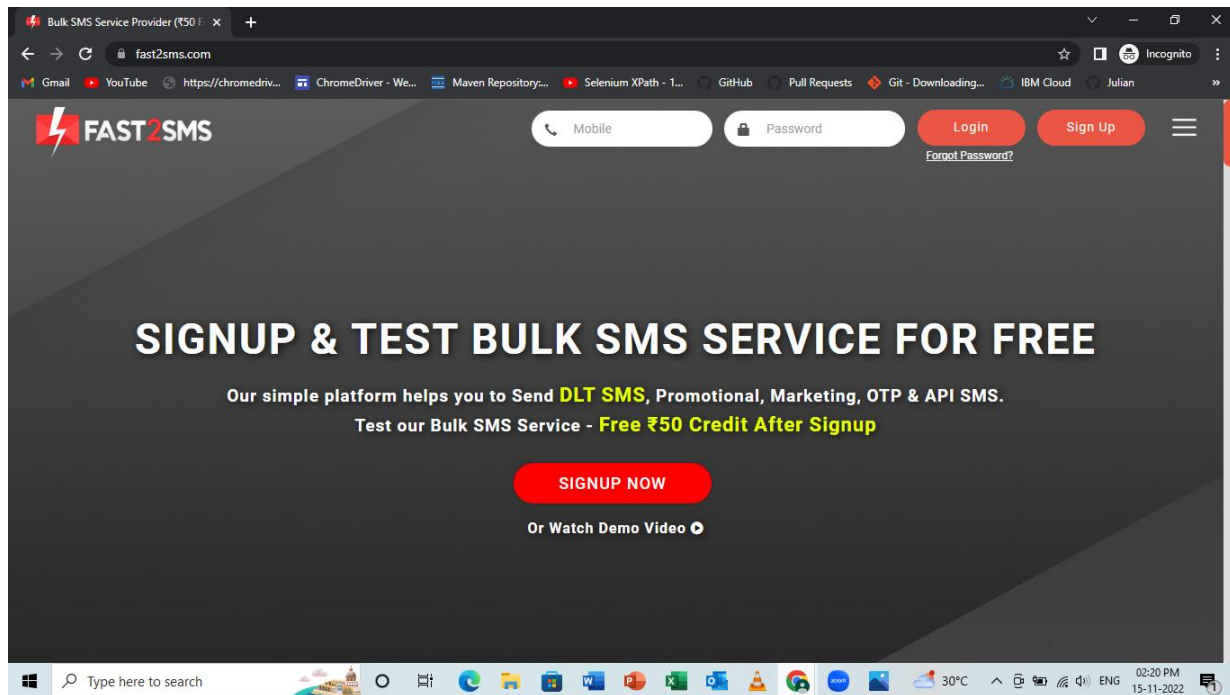 Bulk SMS Service Provider (₹50 F
fast2sms.com
Incognito
Gmail YouTube https://chromedriv... ChromeDriver - We... Maven Repository:... Selenium XPath - 1... GitHub Pull Requests Git - Downloading... IBM Cloud Julian »
FAST2SMS
Mobile Password Login Sign Up
Forgot Password?
SIGNUP & TEST BULK SMS SERVICE FOR FREE
Our simple platform helps you to Send DLT SMS, Promotional, Marketing, OTP & API SMS.
Test our Bulk SMS Service - Free ₹50 Credit After Signup
SIGNUP NOW
Or Watch Demo Video
Type here to search zoom 30°C ENG 02:20 PM
15-11-2022